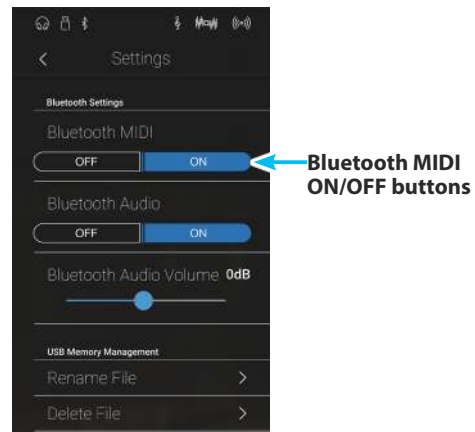 Settings
Bluetooth Settings
Bluetooth MIDI
OFF ON
Bluetooth MIDI
ON/OFF buttons
Bluetooth Audio
OFF ON
Bluetooth Audio Volume 0dB
USB Memory Management
Rename File
Delete File